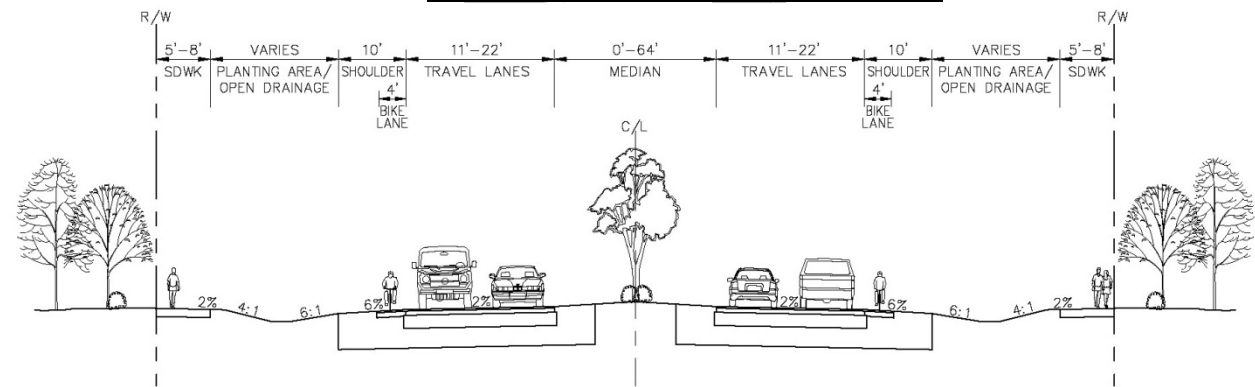 R/W R/W
5'-8' VARIES 10' 11'-22' 0'-64' 11'-22' 10' VARIES 5'-8'
SDWK PLANTING AREA/ SHOULDER TRAVEL LANES MEDIAN TRAVEL LANES SHOULDER PLANTING AREA/ SDWK
OPEN DRAINAGE 4' 4' OPEN DRAINAGE
BIKE BIKE
LANE LANE
C/L
2% 4:1 6:1 6% 2% 2% 6% 6:1 4:1 2%